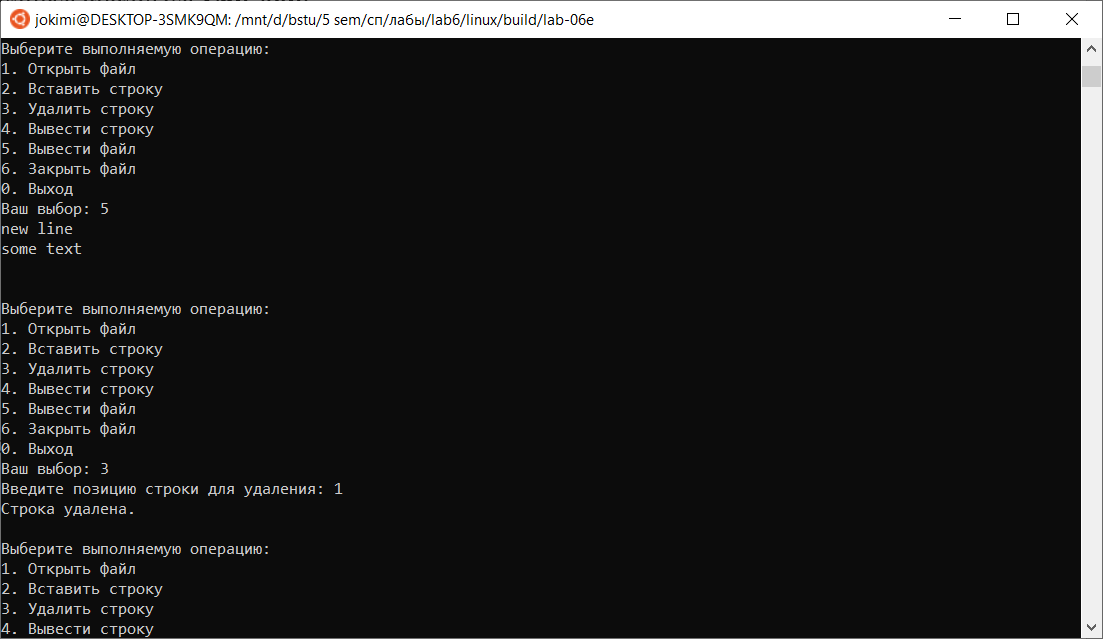 jokimi@DESKTOP-3SMK9QM: /mnt/d/bstu/5 sem/сп/лабы/lab6/linux/build/lab-06e
Выберите выполняемую операцию:
1. Открыть файл
2. Вставить строку
3. Удалить строку
4. Вывести строку
5. Вывести файл
6. Закрыть файл
0. Выход
Ваш выбор: 5
new line
some text
Выберите выполняемую операцию:
1. Открыть файл
2. Вставить строку
3. Удалить строку
4. Вывести строку
5. Вывести файл
6. Закрыть файл
0. Выход
Ваш выбор: 3
Введите позицию строки для удаления: 1
Строка удалена.
Выберите выполняемую операцию:
1. Открыть файл
2. Вставить строку
3. Удалить строку
4. Вывести строку